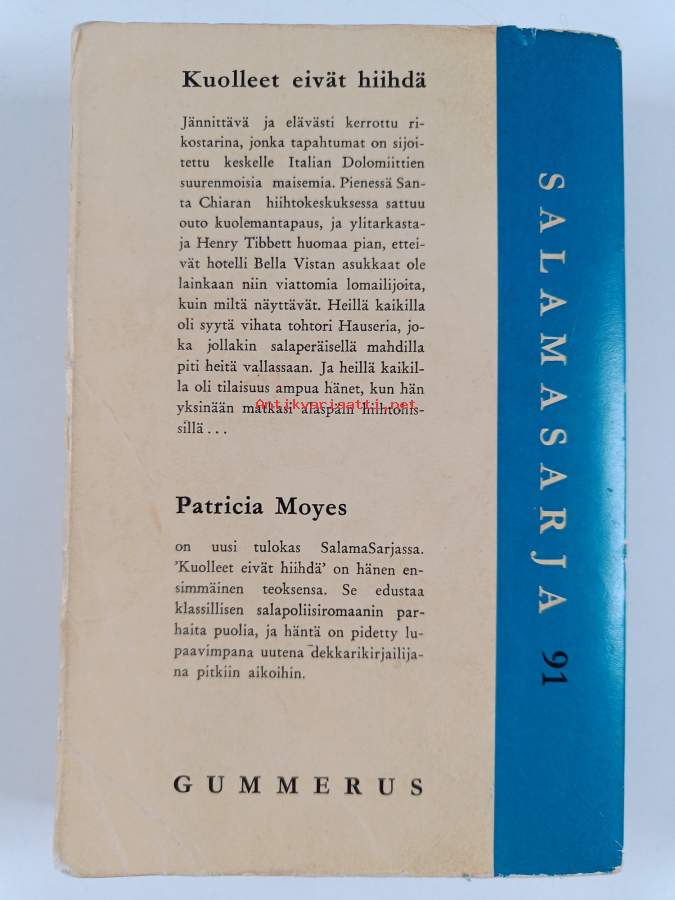 Kuolleet eivät hiihdä
Jännittävä ja elävästi kerrottu ri-
kostarina, jonka tapahtumat on sijoi-
tettu keskelle Italian Dolomiittien
suurenmoisia maisemia. Pienessä San-
ta Chiaran hiihtokeskuksessa sattuu
outo kuolemantapaus, ja ylitarkasta-
ja Henry Tibbett huomaa pian, ettei-
vät hotelli Bella Vistan asukkaat ole
lainkaan niin viattomia lomailijoita,
kuin miltä näyttävät. Heillä kaikilla
oli syytä vihata tohtori Hauseria, jo-
ka jollakin salaperäisellä mahdilla
piti heitä vallassaan. Ja heillä kaikil-
la oli tilaisuus ampua hänet, kun hän
yksinään matkasi alaspäin hiihtohis-
sillä . . .
Antikvariaatti.net
Patricia Moyes
on uusi tulokas SalamaSarjassa.
'Kuolleet eivät hiihdä' on hänen en-
simmäinen teoksensa. Se edustaa
klassillisen salapoliisiromaanin par-
haita puolia, ja häntä on pidetty lu-
paavimpana uutena dekkarikirjailija-
na pitkiin aikoihin.
GUMMERUS
SALAMASARJA 91